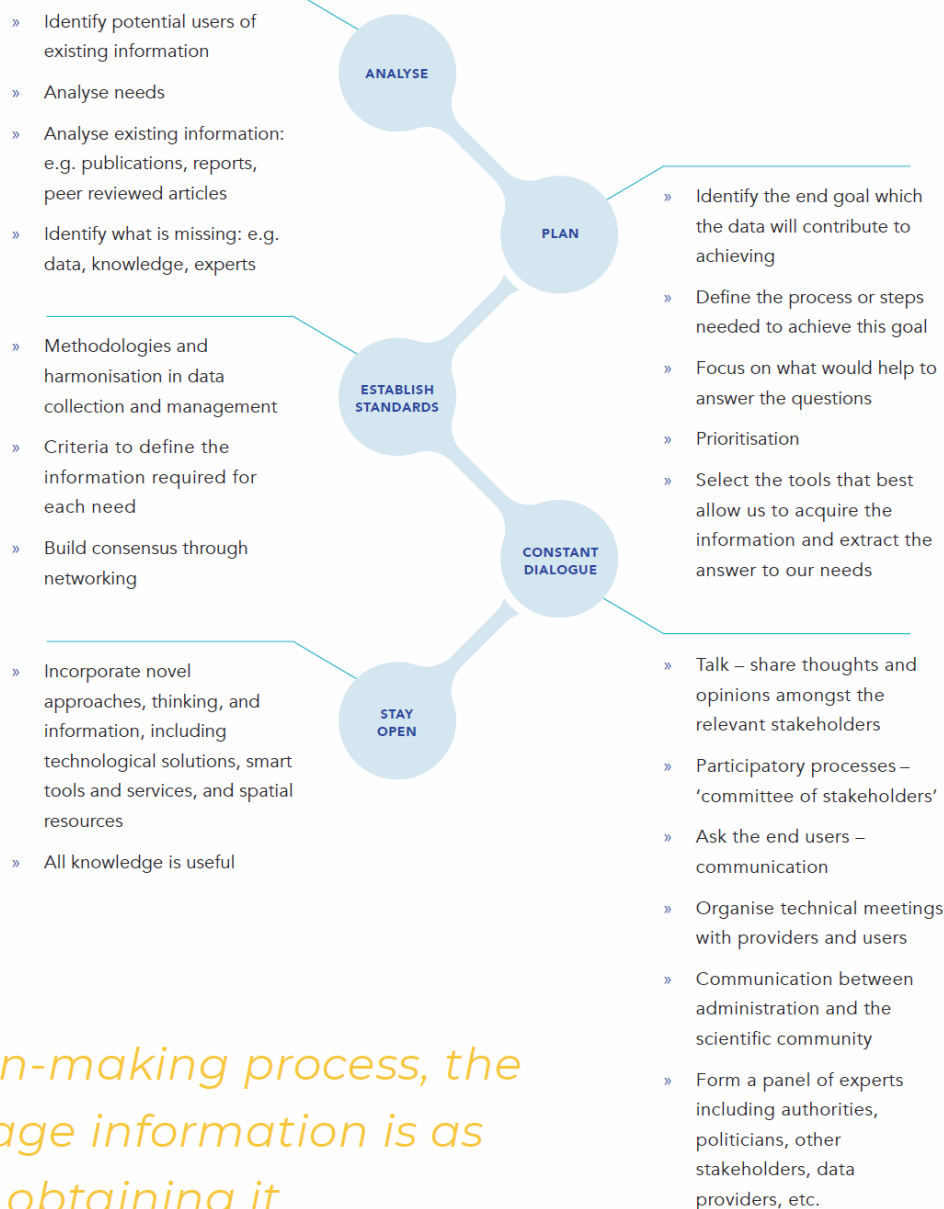 ANALYSE
» Identify potential users of
existing information
» Analyse needs
» Analyse existing information:
e.g. publications, reports,
peer reviewed articles
» Identify what is missing: e.g.
data, knowledge, experts
PLAN
» Identify the end goal which
the data will contribute to
achieving
» Define the process or steps
needed to achieve this goal
» Focus on what would help to
answer the questions
» Prioritisation
» Select the tools that best
allow us to acquire the
information and extract the
answer to our needs
ESTABLISH
STANDARDS
» Methodologies and
harmonisation in data
collection and management
» Criteria to define the
information required for
each need
» Build consensus through
networking
CONSTANT
DIALOGUE
» Talk – share thoughts and
opinions amongst the
relevant stakeholders
» Participatory processes –
‘committee of stakeholders’
» Ask the end users –
communication
» Organise technical meetings
with providers and users
» Communication between
administration and the
scientific community
» Form a panel of experts
including authorities,
politicians, other
stakeholders, data
providers, etc.
STAY
OPEN
» Incorporate novel
approaches, thinking, and
information, including
technological solutions, smart
tools and services, and spatial
resources
» All knowledge is useful
n-making process, the
age information is as
obtaining it